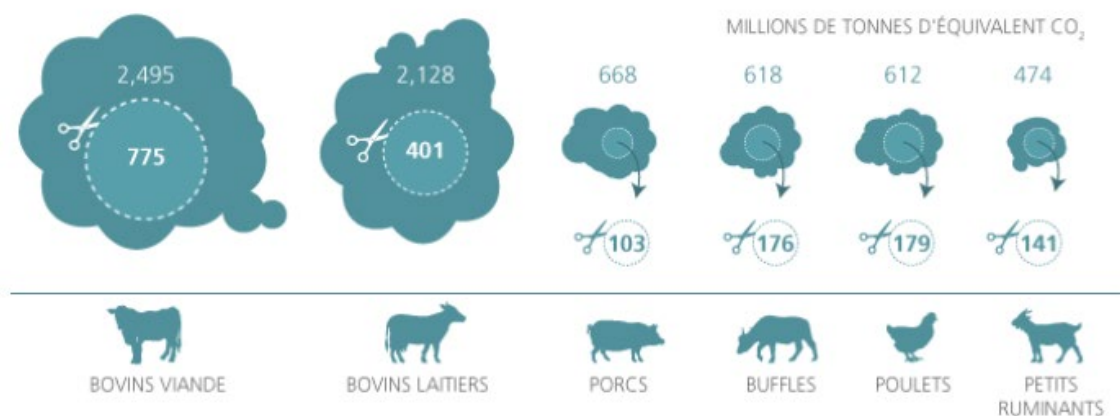 MILLIONS DE TONNES D'ÉQUIVALENT CO₂
2,495
2,128
668
618
612
474
775
401
103
176
179
141
BOVINS VIANDE
BOVINS LAITIERS
PORCS
BUFFLES
POULETS
PETITS
RUMINANTS